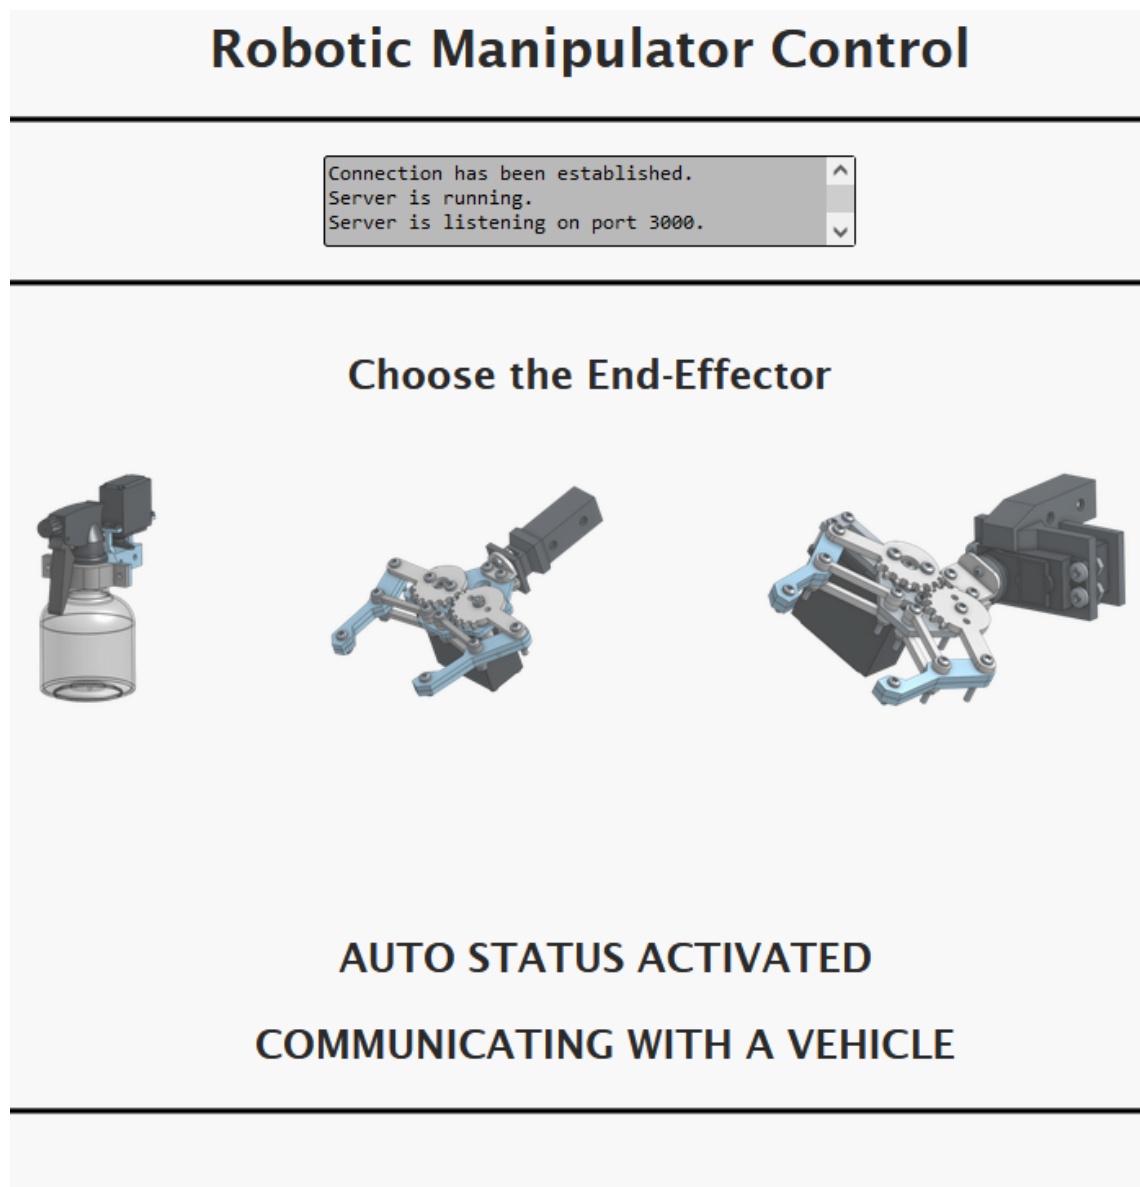 Robotic Manipulator Control
Connection has been established.
Server is running.
Server is listening on port 3000.
Choose the End-Effector
AUTO STATUS ACTIVATED
COMMUNICATING WITH A VEHICLE